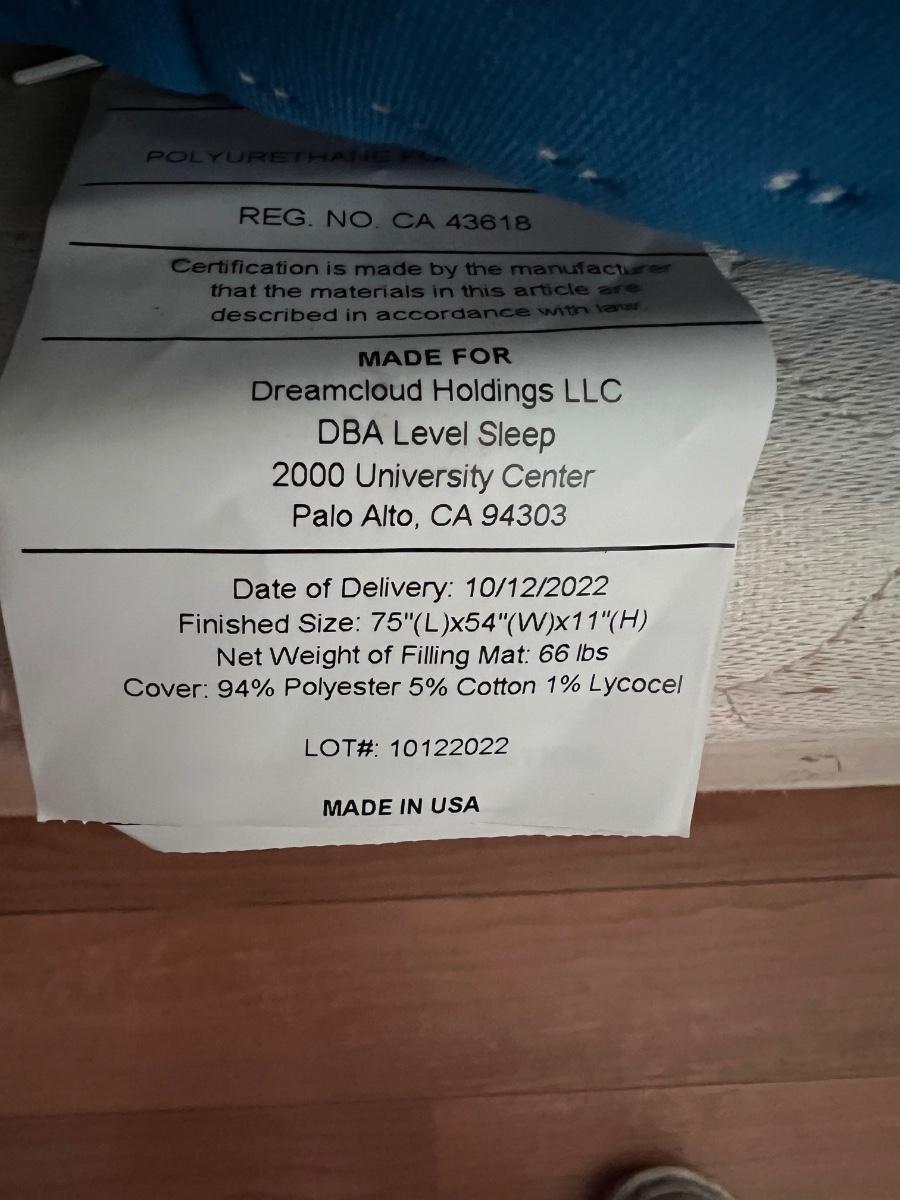 POLYURETHANE
REG. NO. CA 43618
Certification is made by the manufacturer
that the materials in this article are
described in accordance with law
MADE FOR
Dreamcloud Holdings LLC
DBA Level Sleep
2000 University Center
Palo Alto, CA 94303
Date of Delivery: 10/12/2022
Finished Size: 75"(L)x54"(W)x11"(H)
Net Weight of Filling Mat: 66 lbs
Cover: 94% Polyester 5% Cotton 1% Lycocel
LOT#: 10122022
MADE IN USA